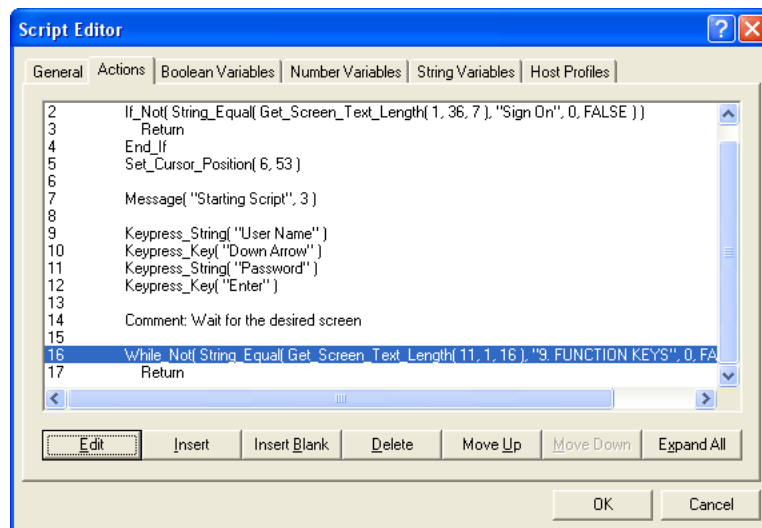 Script Editor
General Actions Boolean Variables Number Variables String Variables Host Profiles
2 If_Not( String_Equal( Get_Screen_Text_Length( 1, 36, 7 ), "Sign On", 0, FALSE ) )
3 Return
4 End_If
5 Set_Cursor_Position( 6, 53 )
6
7 Message( "Starting Script", 3 )
8
9 Keypress_String( "User Name" )
10 Keypress_Key( "Down Arrow" )
11 Keypress_String( "Password" )
12 Keypress_Key( "Enter" )
13
14 Comment: Wait for the desired screen
15
16 While_Not( String_Equal( Get_Screen_Text_Length( 11, 1, 16 ), "9. FUNCTION KEYS", 0, FA
17 Return
Edit Insert Insert Blank Delete Move Up Move Down Expand All
OK Cancel